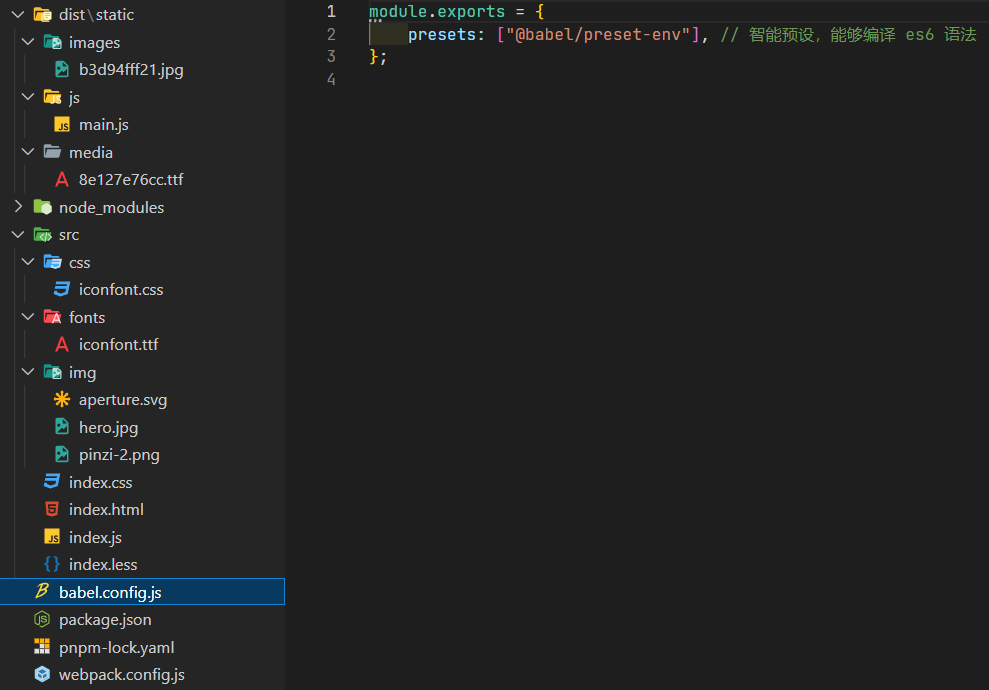 dist\static
images
b3d94fff21.jpg
js
main.js
media
8e127e76cc.ttf
node_modules
src
css
iconfont.css
fonts
iconfont.ttf
img
aperture.svg
hero.jpg
pinzi-2.png
index.css
index.html
index.js
index.less
babel.config.js
package.json
pnpm-lock.yaml
webpack.config.js
1 module.exports = {
2 presets: ["@babel/preset-env"], // 智能预设，能够编译 es6 语法
3 };
4